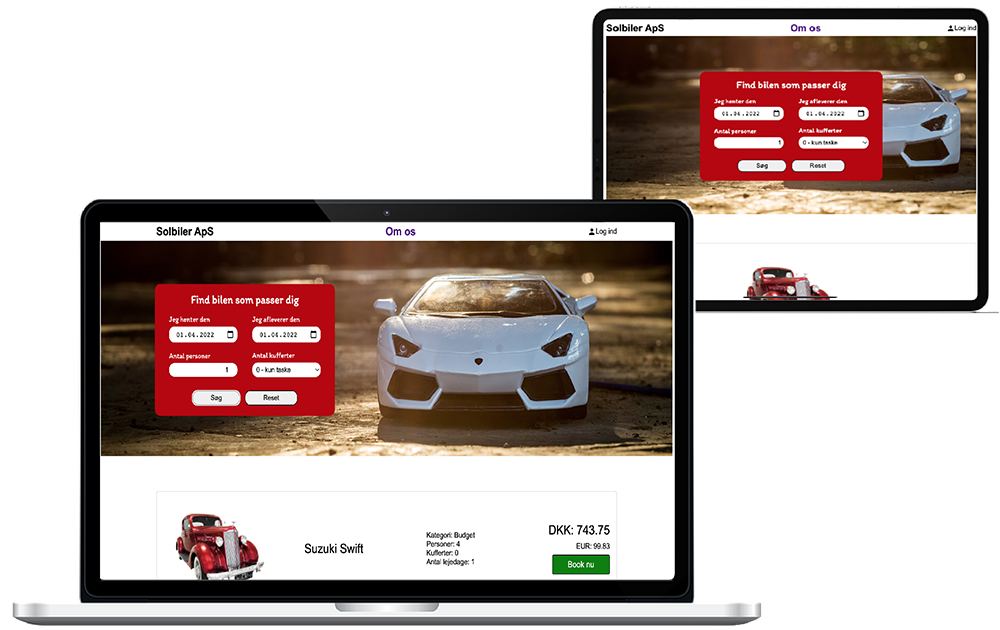 Solbiler ApS Om os Log ind
Find bilen som passer dig
Jeg henter den Jeg afleverer den
01.04.2022 01.04.2022
Antal personer Antal kufferter
1 0 - kun taske
Søg Reset
Solbiler ApS Om os Log ind
Find bilen som passer dig
Jeg henter den Jeg afleverer den
01.04.2022 01.04.2022
Antal personer Antal kufferter
1 0 - kun taske
Søg Reset
Suzuki Swift
Kategori: Budget
Personer: 4
Kufferter: 0
Antal lejedage: 1
DKK: 743.75
EUR: 99.83
Book nu